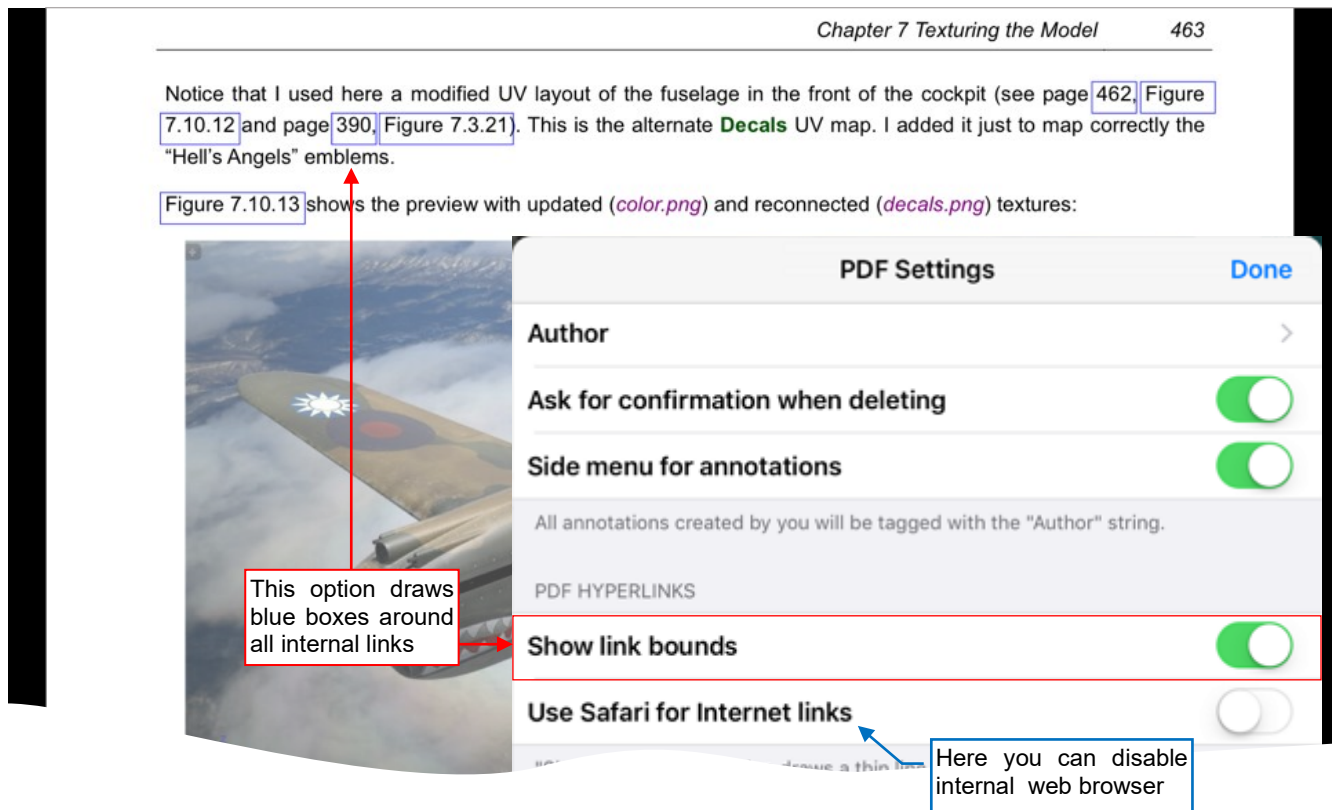 Chapter 7 Texturing the Model 463
Notice that I used here a modified UV layout of the fuselage in the front of the cockpit (see page 462, Figure
7.10.12 and page 390, Figure 7.3.21). This is the alternate Decals UV map. I added it just to map correctly the
“Hell’s Angels” emblems.
Figure 7.10.13 shows the preview with updated (color.png) and reconnected (decals.png) textures:
PDF Settings
Done
Author
Ask for confirmation when deleting
Side menu for annotations
All annotations created by you will be tagged with the "Author" string.
This option draws
blue boxes around
all internal links
PDF HYPERLINKS
Show link bounds
Use Safari for Internet links
draws a thin
Here you can disable
internal web browser